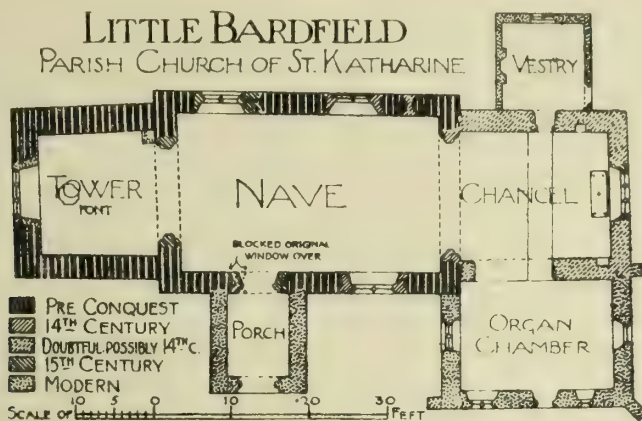 LITTLE BARDFIELD
PARISH CHURCH OF ST. KATHARINE
VESTRY
TOWER
FONT
NAVE
CHANCEL
BLOCKED ORIGINAL
WINDOW OVER
PORCH
ORGAN
CHAMBER
PRE CONQUEST
14TH CENTURY
DOUBTFUL.POSSIBLY 14TH C.
15TH CENTURY
MODERN
SCALE OF 10 5 0 10 20 30 FEET